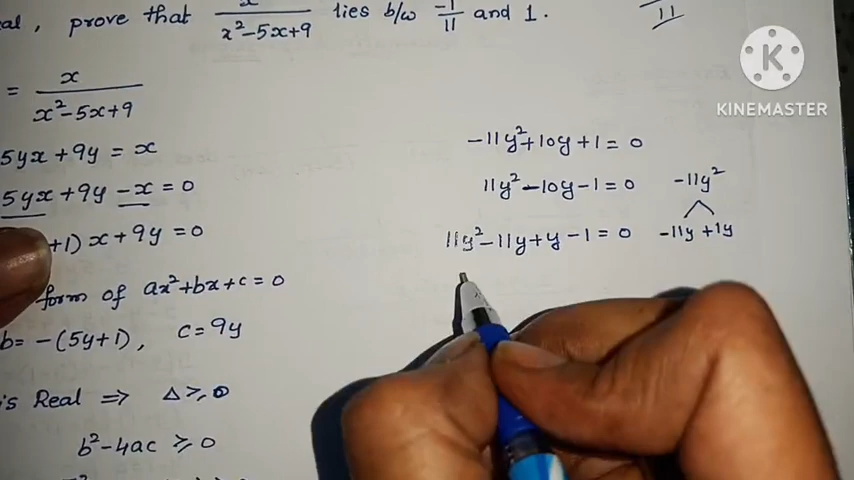 prove that x/x²-5x+9 lies b/w -1/11 and 1.
11
= x/x²-5x+9
5yx + 9y = x
5yx + 9y - x = 0
+1) x + 9y = 0
form of ax² + bx + c = 0
b = -(5y+1), c = 9y
is Real => Δ ≥ 0
b² - 4ac ≥ 0
-11y² + 10y + 1 = 0
11y² - 10y - 1 = 0 -11y²
11y² - 11y + y - 1 = 0 -11y +1y
K
KINEMASTER